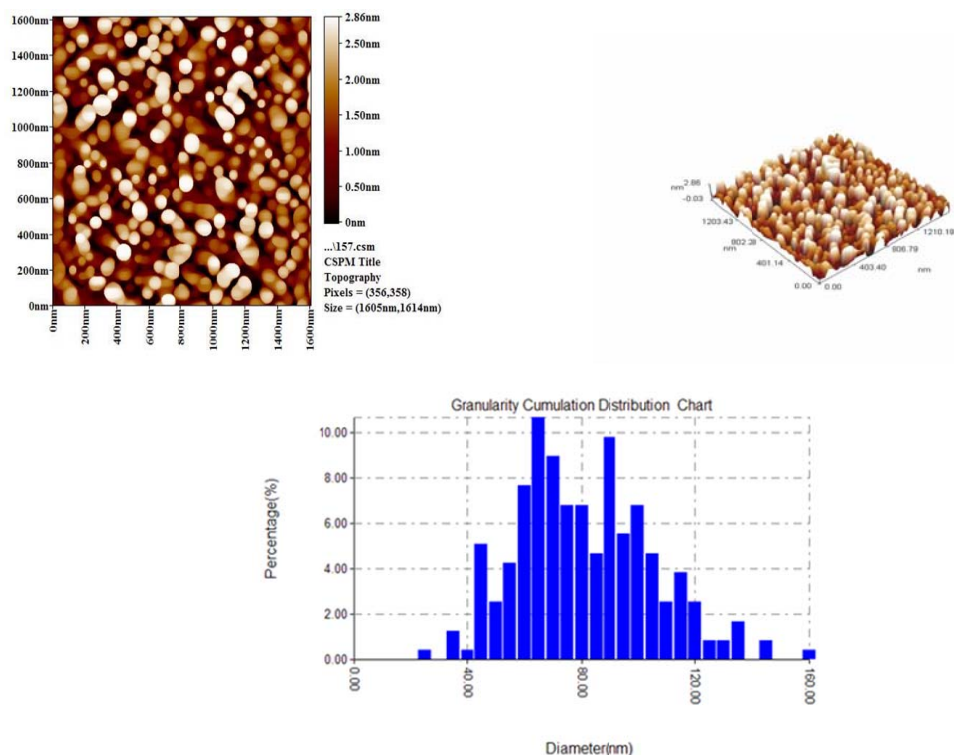 1600nm
1400nm
1200nm
1000nm
800nm
600nm
400nm
200nm
0nm
0nm
200nm
400nm
600nm
800nm
1000nm
1200nm
1400nm
1600nm
2.86nm
2.50nm
2.00nm
1.50nm
1.00nm
0.50nm
0nm
...\157.csm
CSPM Title
Topography
Pixels = (356,358)
Size = (1605nm,1614nm)
nm
2.86
-0.03
1203.43
802.28
nm
401.14
0.00
0.00
403.40
806.79
nm
1210.19
Granularity Cumulation Distribution Chart
Percentage(%)
10.00
8.00
6.00
4.00
2.00
0.00
0.00
40.00
80.00
120.00
160.00
Diameter(nm)